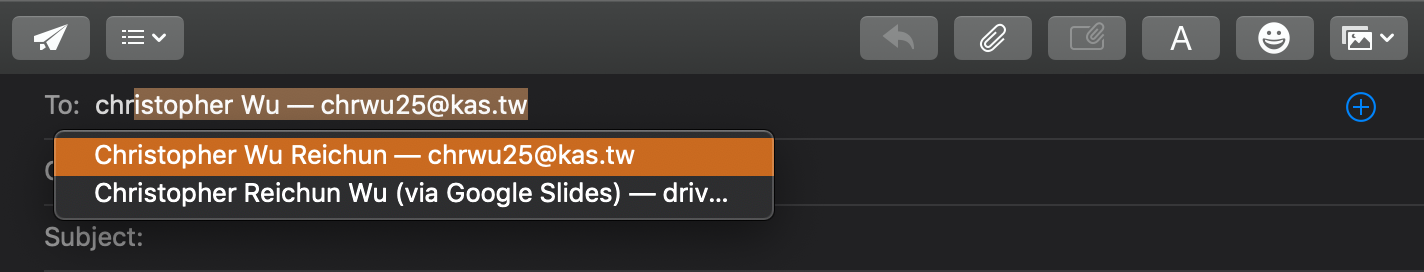 A
To: christopher Wu — chrwu25@kas.tw
Christopher Wu Reichun — chrwu25@kas.tw
Christopher Reichun Wu (via Google Slides) — driv...
Subject: